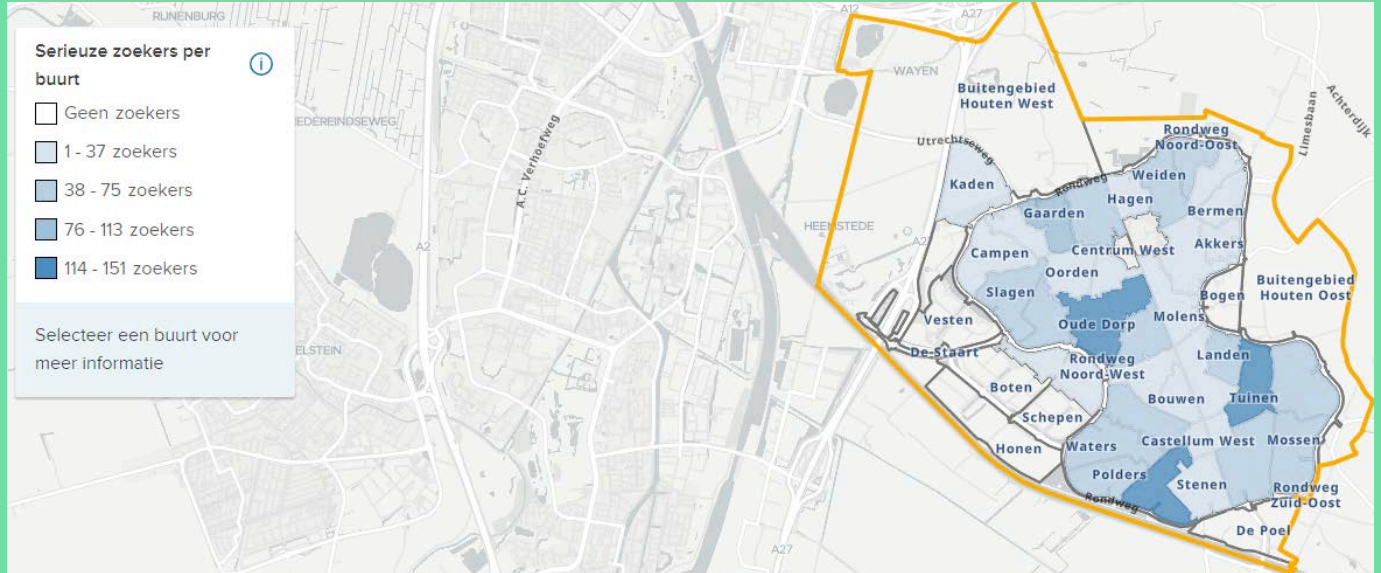 RIJNENBURG
Serieuze zoekers per
buurt
Geen zoekers
1 - 37 zoekers
38 - 75 zoekers
76 - 113 zoekers
114 - 151 zoekers
Selecteer een buurt voor
meer informatie
EDEREINDSEWEG
ELSTEIN
A.C. Verhoefweg
A2
A12
A27
WAYEN
Buitengebied
Houten West
Limesbaan
Achterdijk
Utrechtseweg
Rondweg
Noord-Oost
Rondweg
Weiden
Kaden
Hagen
Gaarden
Bermen
HEEMSTEDE
A27
Campen
Centrum West
Akkers
Oorden
Buitengebied
Houten Oost
Slagen
Bogen
Vesten
Oude Dorp
Molens
De Staart
Rondweg
Noord-West
Landen
Boten
Bouwen
Tuinen
Schepen
Honen
Waters
Castellum West
Mossen
Polders
Stenen
Rondweg
Rondweg
Zuid-Oost
De Poel
A27